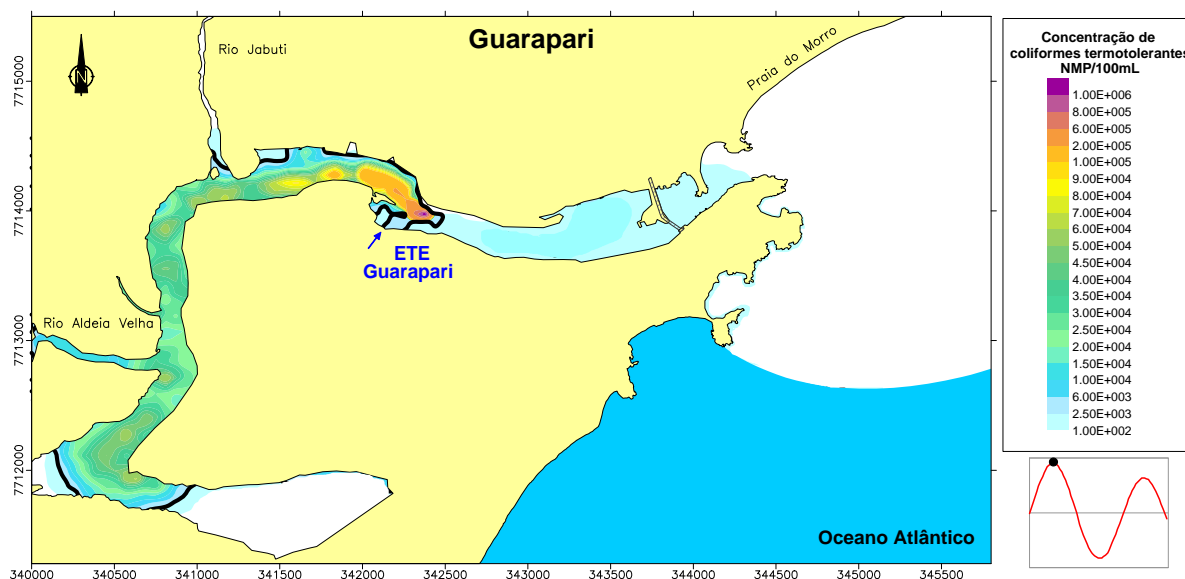 Guarapari
Rio Jabuti
Praia do Morro
N
ETE
Guarapari
Rio Aldeia Velha
Oceano Atlântico
7715000
7714000
7713000
7712000
340000
340500
341000
341500
342000
342500
343000
343500
344000
344500
345000
345500
Concentração de
coliformes termotolerantes
NMP/100mL
1.00E+006
8.00E+005
6.00E+005
2.00E+005
1.00E+005
9.00E+004
8.00E+004
7.00E+004
6.00E+004
5.00E+004
4.50E+004
4.00E+004
3.50E+004
3.00E+004
2.50E+004
2.00E+004
1.50E+004
1.00E+004
6.00E+003
2.50E+003
1.00E+002